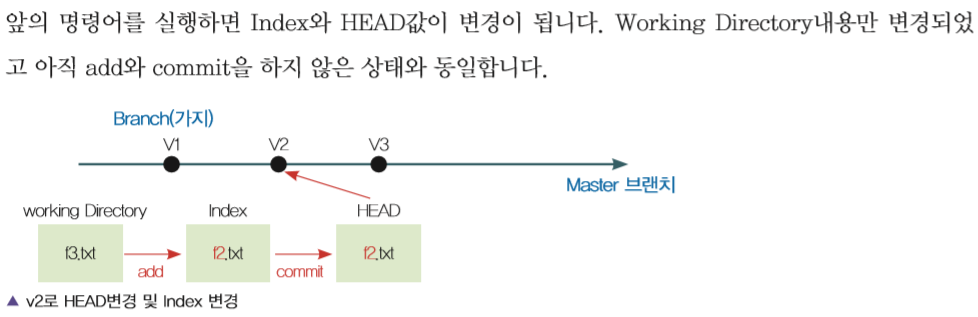 앞의 명령어를 실행하면 Index와 HEAD값이 변경이 됩니다. Working Directory내용만 변경되었
고 아직 add와 commit을 하지 않은 상태와 동일합니다.
Branch(가지)
V1 V2 V3
Master 브랜치
working Directory Index HEAD
f3.txt f2.txt f2.txt
add commit
▲ v2로 HEAD변경 및 Index 변경